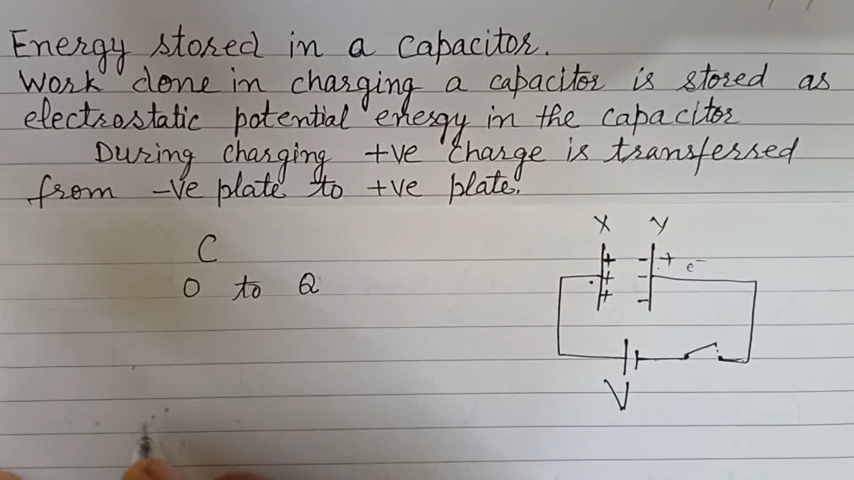 Energy stored in a capacitor.
Work done in charging a capacitor is stored as
electrostatic potential energy in the capacitor
During charging +ve charge is transferred
from -ve plate to +ve plate.
X Y
C
+ - + e⁻
0 to Q
+ -
+ -
V